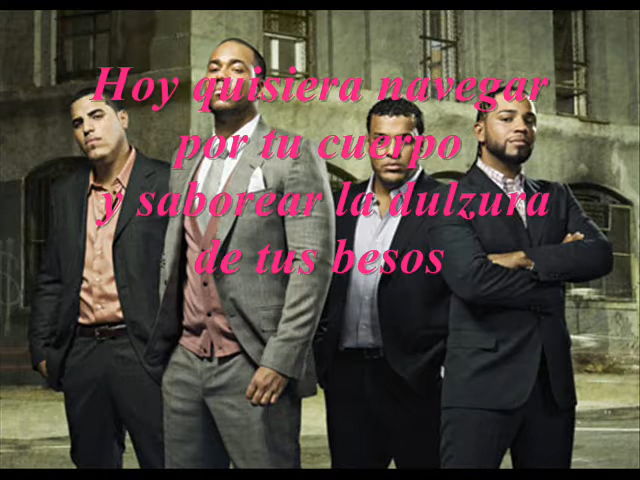 Hoy quisiera navegar
por tu cuerpo
y saborear la dulzura
de tus besos